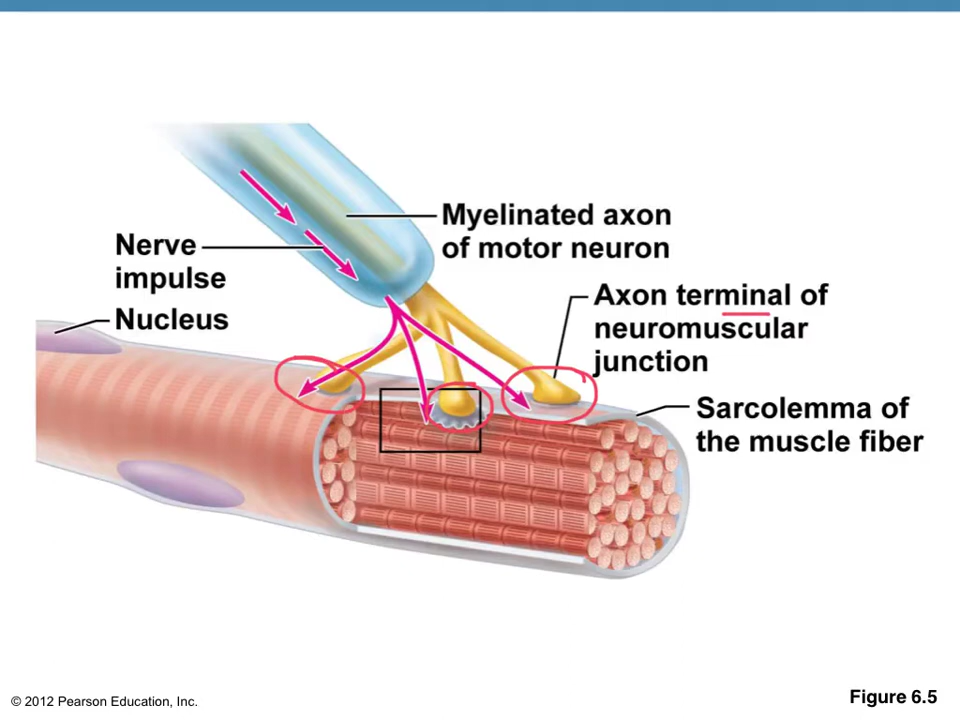 Myelinated axon
of motor neuron
Nerve
impulse
Nucleus
Axon terminal of
neuromuscular
junction
Sarcolemma of
the muscle fiber
© 2012 Pearson Education, Inc.
Figure 6.5